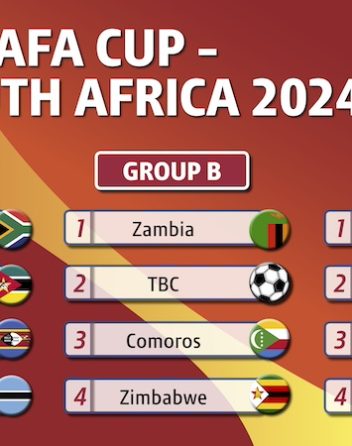 AFA CUP –
TH AFRICA 2024
GROUP B
1 Zambia 1
2 TBC 2
3 Comoros 3
4 Zimbabwe 4